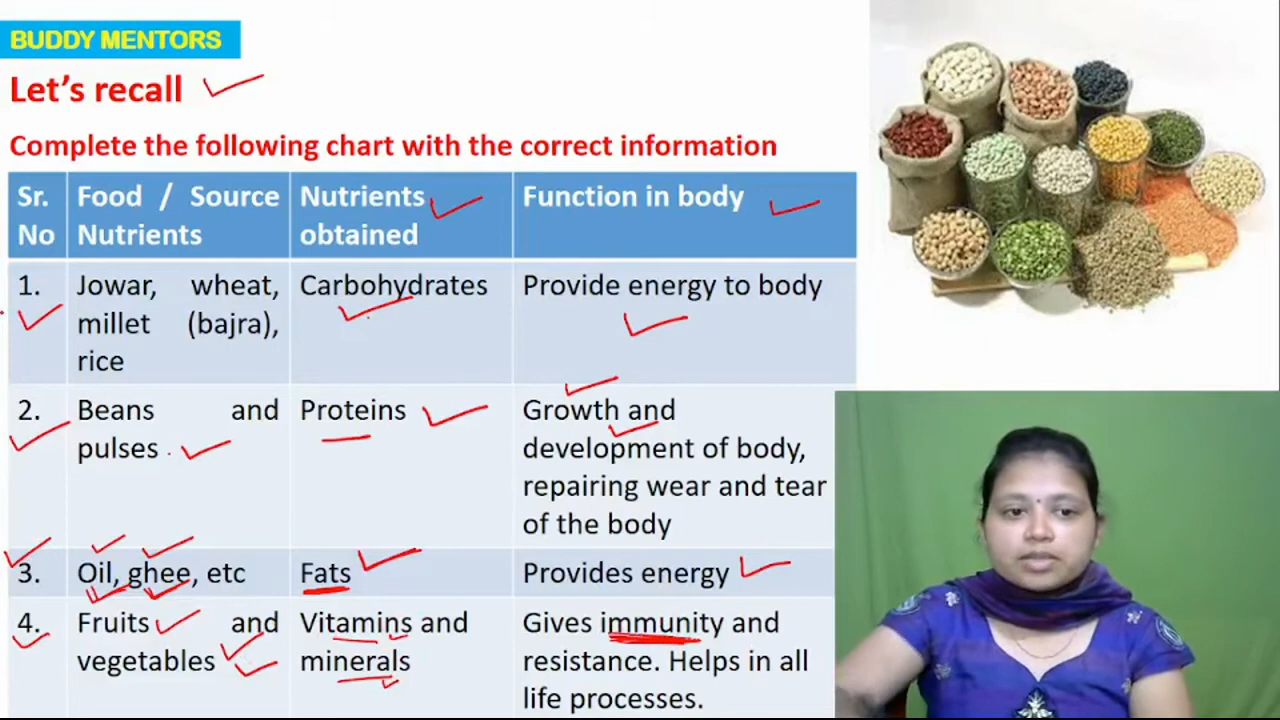 BUDDY MENTORS
Let's recall
Complete the following chart with the correct information
Sr. No
Food / Source Nutrients
Nutrients obtained
Function in body
1.
Jowar, wheat,
millet (bajra),
rice
Carbohydrates
Provide energy to body
2.
Beans and
pulses
Proteins
Growth and
development of body,
repairing wear and tear
of the body
3.
Oil, ghee, etc
Fats
Provides energy
4.
Fruits and
vegetables
Vitamins and
minerals
Gives immunity and
resistance. Helps in all
life processes.